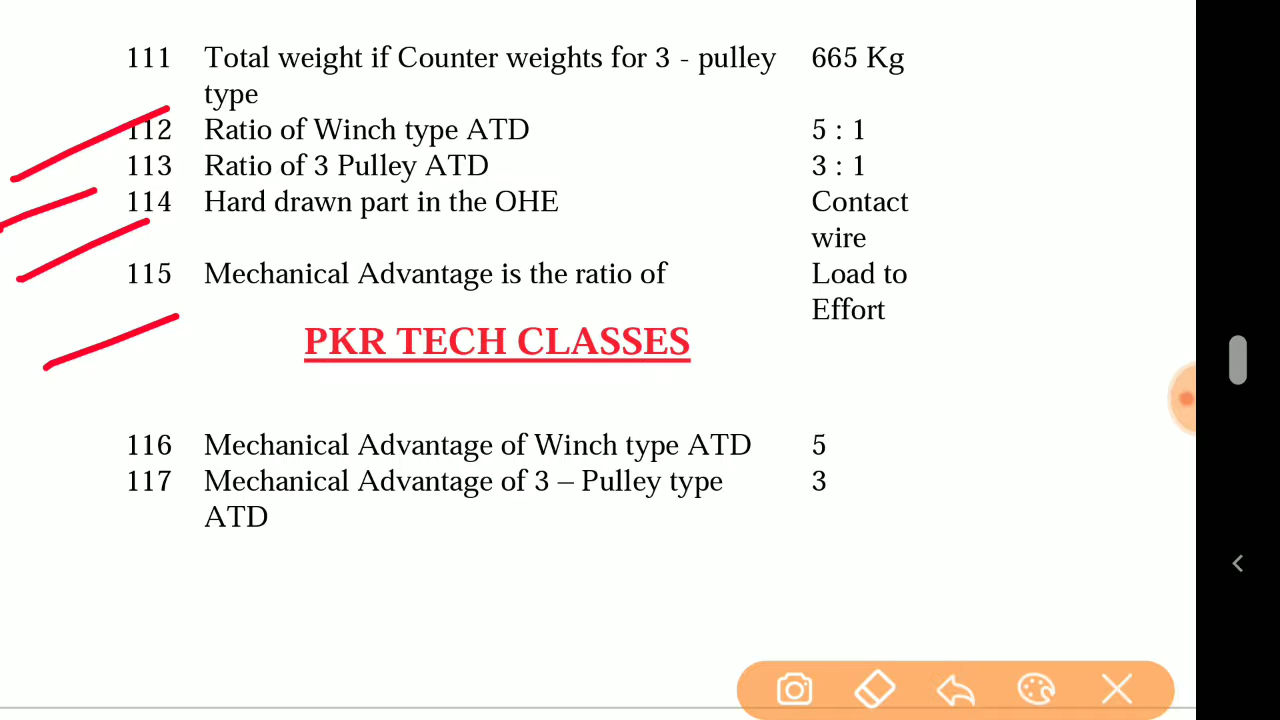 111 Total weight if Counter weights for 3 - pulley 665 Kg
type
112 Ratio of Winch type ATD 5 : 1
113 Ratio of 3 Pulley ATD 3 : 1
114 Hard drawn part in the OHE Contact
wire
115 Mechanical Advantage is the ratio of Load to
Effort
PKR TECH CLASSES
116 Mechanical Advantage of Winch type ATD 5
117 Mechanical Advantage of 3 – Pulley type 3
ATD